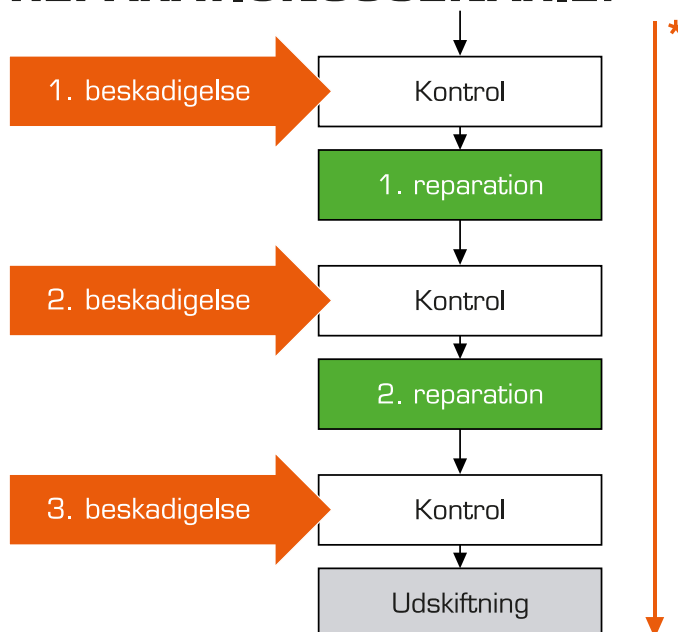 *
1. beskadigelse
Kontrol
1. reparation
2. beskadigelse
Kontrol
2. reparation
3. beskadigelse
Kontrol
Udskiftning